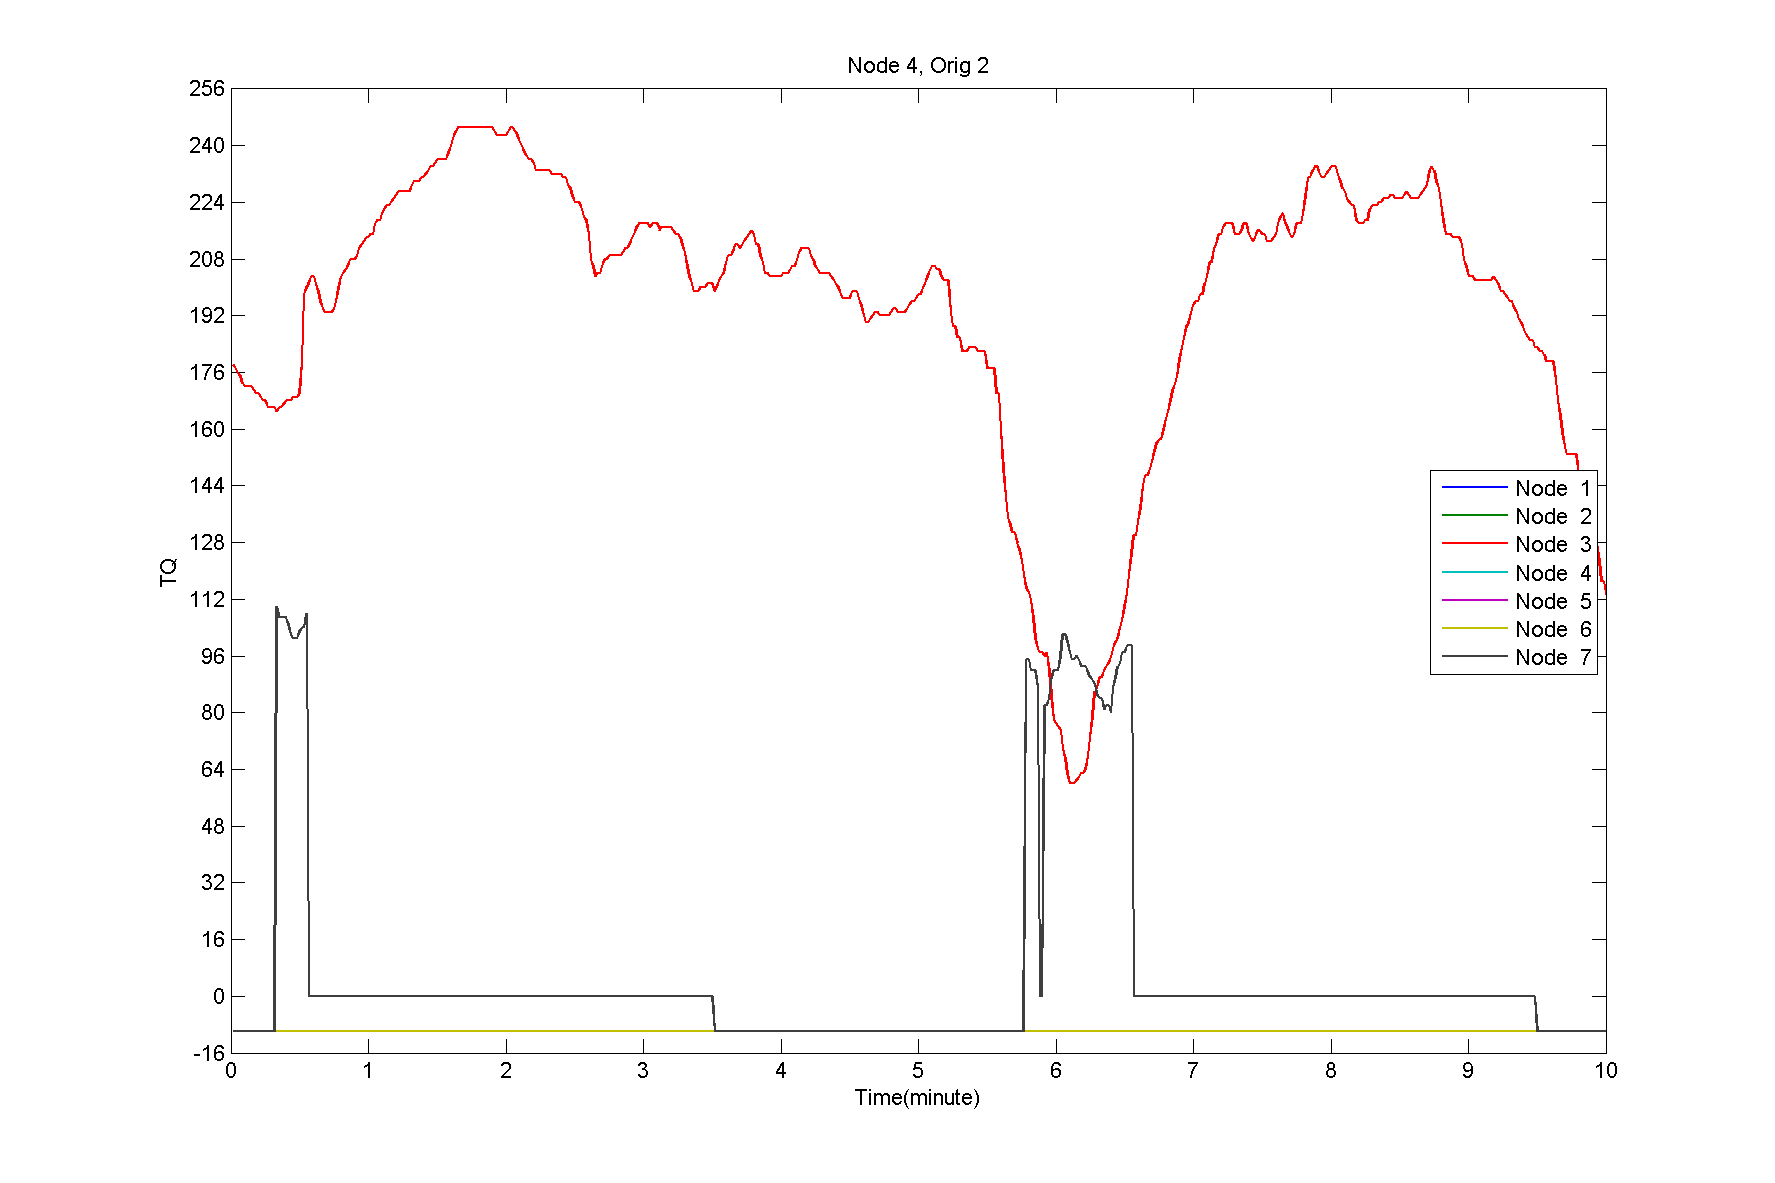 Node 4, Orig 2
256
240
224
208
192
176
160
144
128
112
96
80
64
48
32
16
0
-16
TQ
Node 1
Node 2
Node 3
Node 4
Node 5
Node 6
Node 7
0 1 2 3 4 5 6 7 8 9 10
Time(minute)